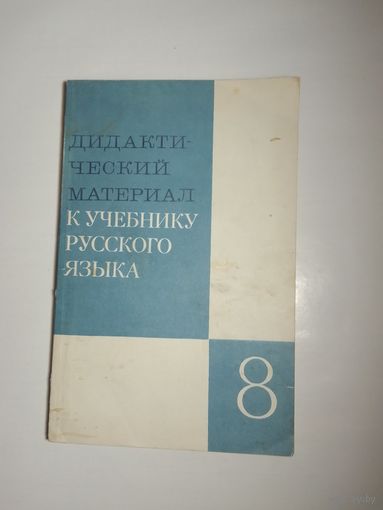 ДИДАКТИ-
ЧЕСКИЙ
МАТЕРИАЛ
К УЧЕБНИКУ
РУССКОГО
ЯЗЫКА
8